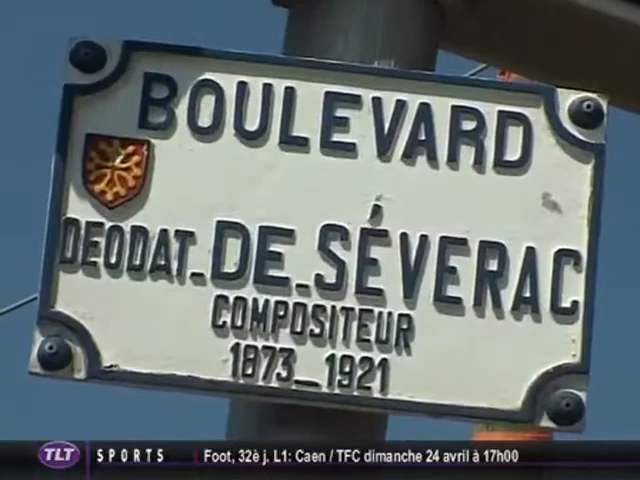 BOULEVARD
DEODAT_DE_SÉVERAC
COMPOSITEUR
1873_1921
TLT SPORTS Foot, 32è j. L1: Caen / TFC dimanche 24 avril à 17h00